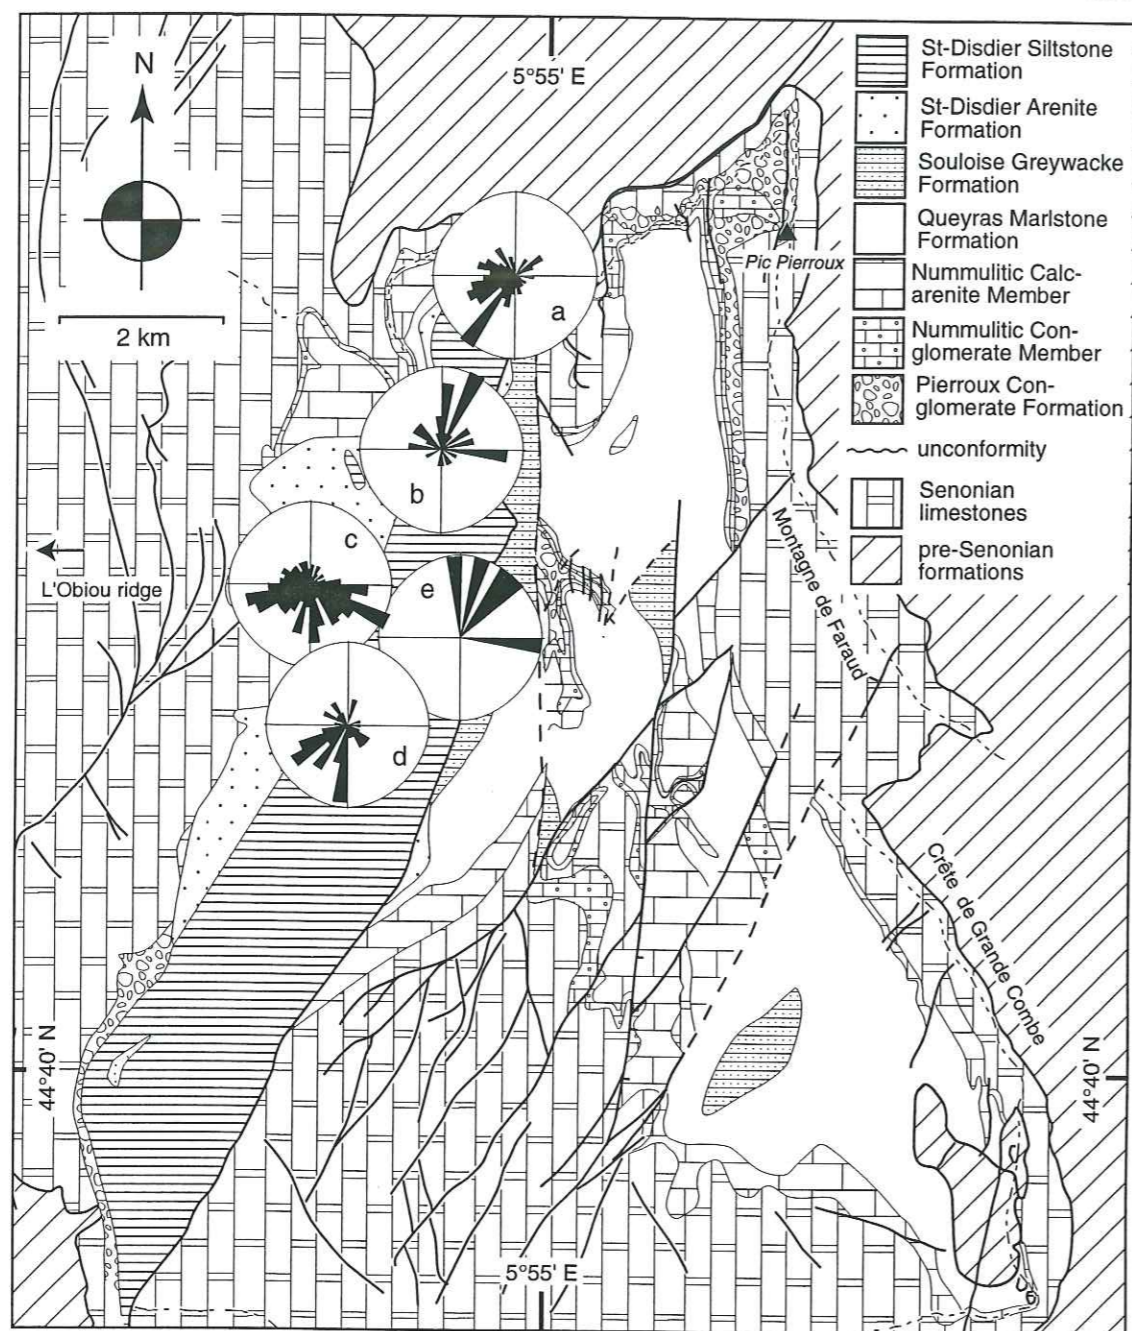 N
5°55' E
2 km
St-Disdier Siltstone
Formation
St-Disdier Arenite
Formation
Souloise Greywacke
Formation
Queyras Marlstone
Formation
Nummulitic Calc-
arenite Member
Nummulitic Con-
glomerate Member
Pierroux Con-
glomerate Formation
unconformity
Senonian
limestones
pre-Senonian
formations
Pic Pierroux
a
b
c
e
d
L'Obiou ridge
Montagne de Faraud
Crête de Grande Combe
44°40' N
44°40' N
5°55' E